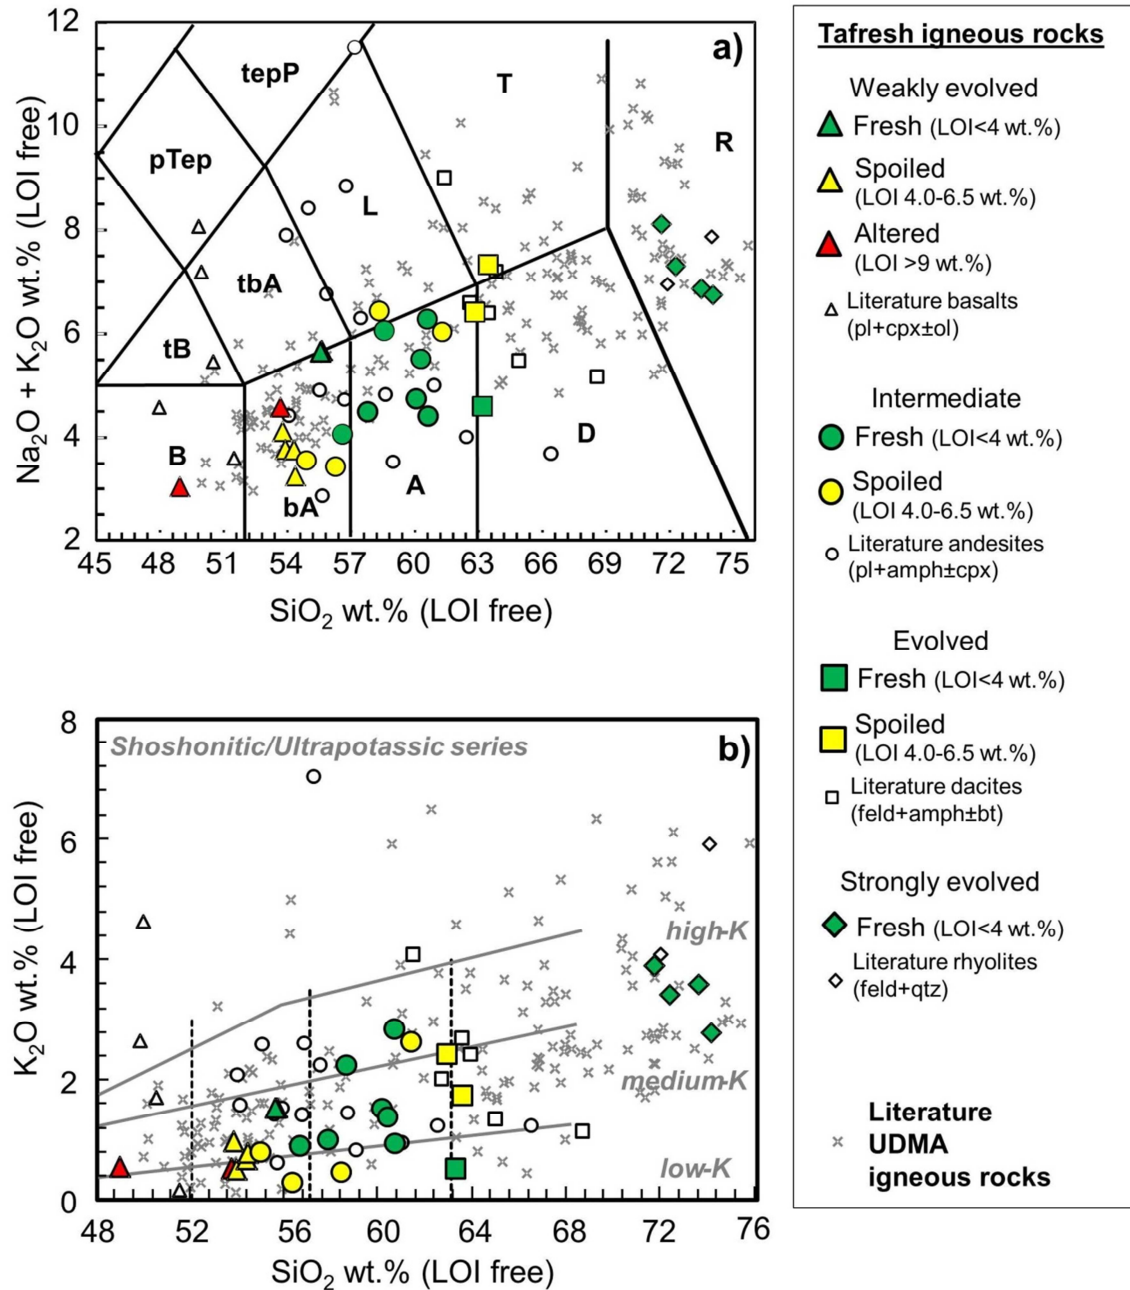 12
10
8
6
4
2
Na2O + K2O wt.% (LOI free)
a)
tepP
T
R
pTep
L
tbA
tB
B
bA
A
D
45 48 51 54 57 60 63 66 69 72 75
SiO2 wt.% (LOI free)
8
6
4
2
0
K2O wt.% (LOI free)
Shoshonitic/Ultrapotassic series
b)
high-K
medium-K
low-K
48 52 56 60 64 68 72 76
SiO2 wt.% (LOI free)
Tafresh igneous rocks
Weakly evolved
Fresh (LOI<4 wt.%)
Spoiled
(LOI 4.0-6.5 wt.%)
Altered
(LOI >9 wt.%)
Literature basalts
(pl+cpx±ol)
Intermediate
Fresh (LOI<4 wt.%)
Spoiled
(LOI 4.0-6.5 wt.%)
Literature andesites
(pl+amph±cpx)
Evolved
Fresh (LOI<4 wt.%)
Spoiled
(LOI 4.0-6.5 wt.%)
Literature dacites
(feld+amph±bt)
Strongly evolved
Fresh (LOI<4 wt.%)
Literature rhyolites
(feld+qtz)
Literature
UDMA
igneous rocks